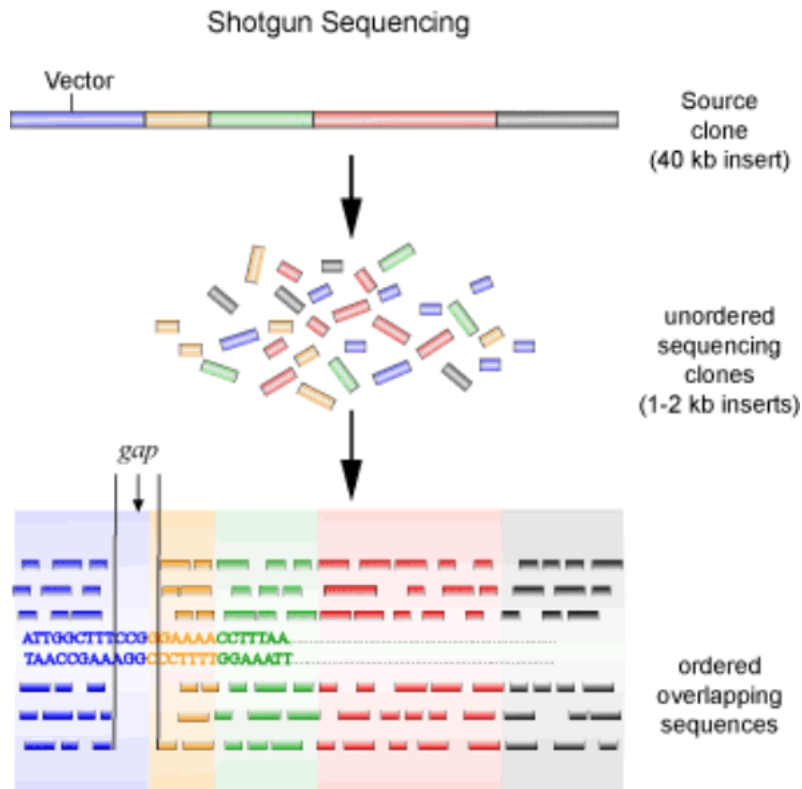 Shotgun Sequencing
Vector
Source
clone
(40 kb insert)
unordered
sequencing
clones
(1-2 kb inserts)
gap
ATTGGCTTTCCGGGAAAACCTTTAA
TAACCGAAAGGCCCTTTTGGAAATT
ordered
overlapping
sequences